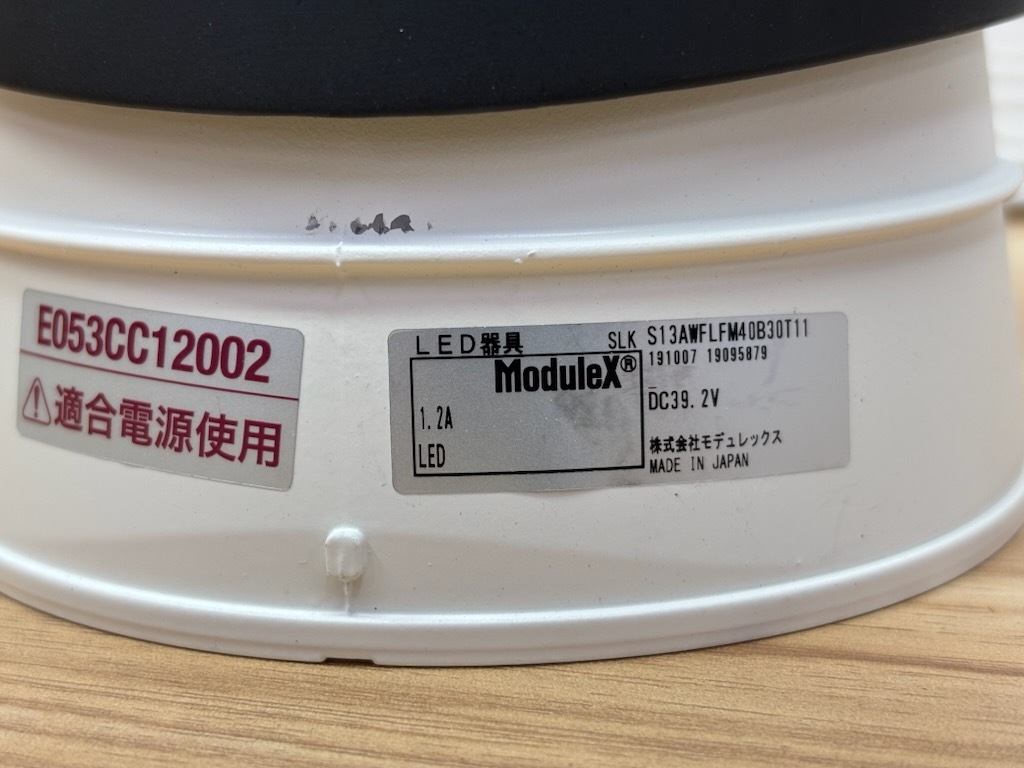 E053CC12002
適合電源使用
LED器具 SLK S13AWFLFM40B30T11
ModuleX® 191007 19095879
1.2A DC39.2V
LED 株式会社モデュレックス
MADE IN JAPAN